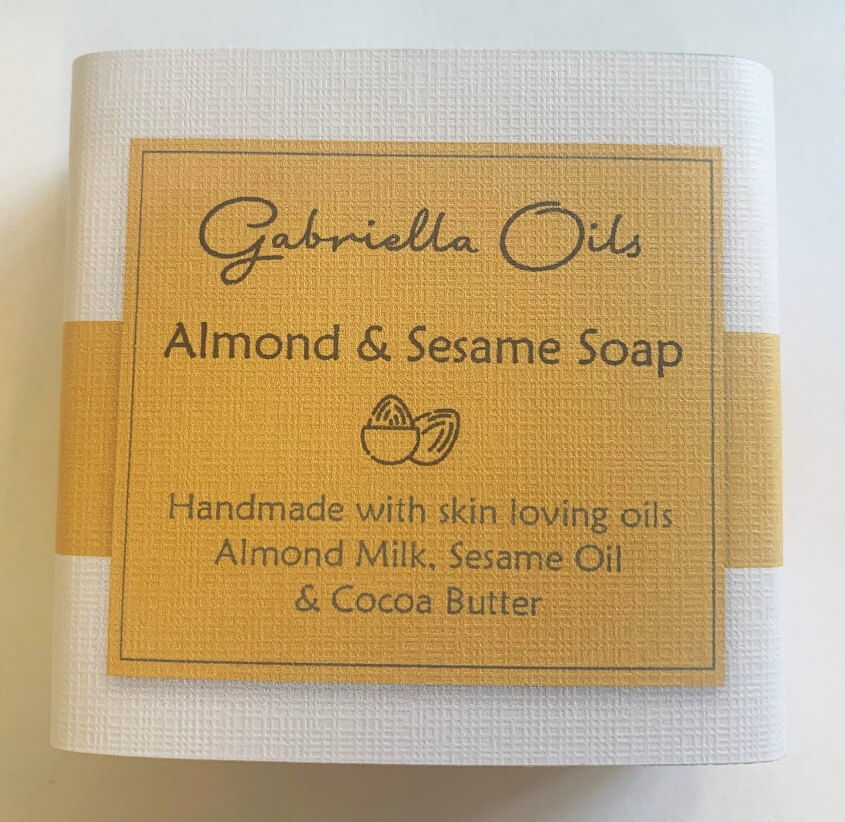 Gabriella Oils
Almond & Sesame Soap
Handmade with skin loving oils
Almond Milk, Sesame Oil
& Cocoa Butter